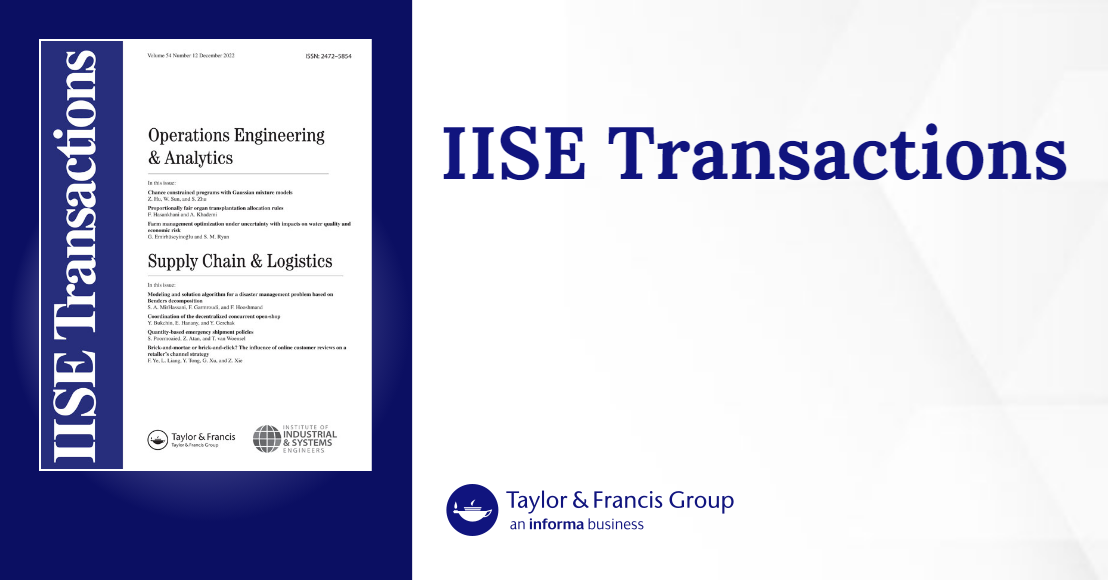 IISE Transactions
Volume 54 Number 12 December 2022
ISSN: 2472-5854
Operations Engineering
& Analytics
In this issue:
Chance constrained programs with Gaussian mixture models
Z. Hu, W. Sun, and S. Zhu
Proportionally fair organ transplantation allocation rules
F. Hasankhani and A. Khademi
Farm management optimization under uncertainty with impacts on water quality and
economic risk
G. Emirhüseyinoğlu and S. M. Ryan
Supply Chain & Logistics
In this issue:
Modeling and solution algorithm for a disaster management problem based on
Benders decomposition
S. A. MirHassani, F. Garmroudi, and F. Hooshmand
Coordination of the decentralized concurrent open-shop
Y. Bukchin, E. Hanany, and Y. Gerchak
Quantity-based emergency shipment policies
S. Poormoaied, Z. Atan, and T. van Woensel
Brick-and-mortar or brick-and-click? The influence of online customer reviews on a
retailer's channel strategy
F. Ye, L. Liang, Y. Tong, G. Xu, and Z. Xie
Taylor & Francis
Taylor & Francis Group
INSTITUTE OF
INDUSTRIAL
& SYSTEMS
ENGINEERS
IISE Transactions
Taylor & Francis Group
an informa business